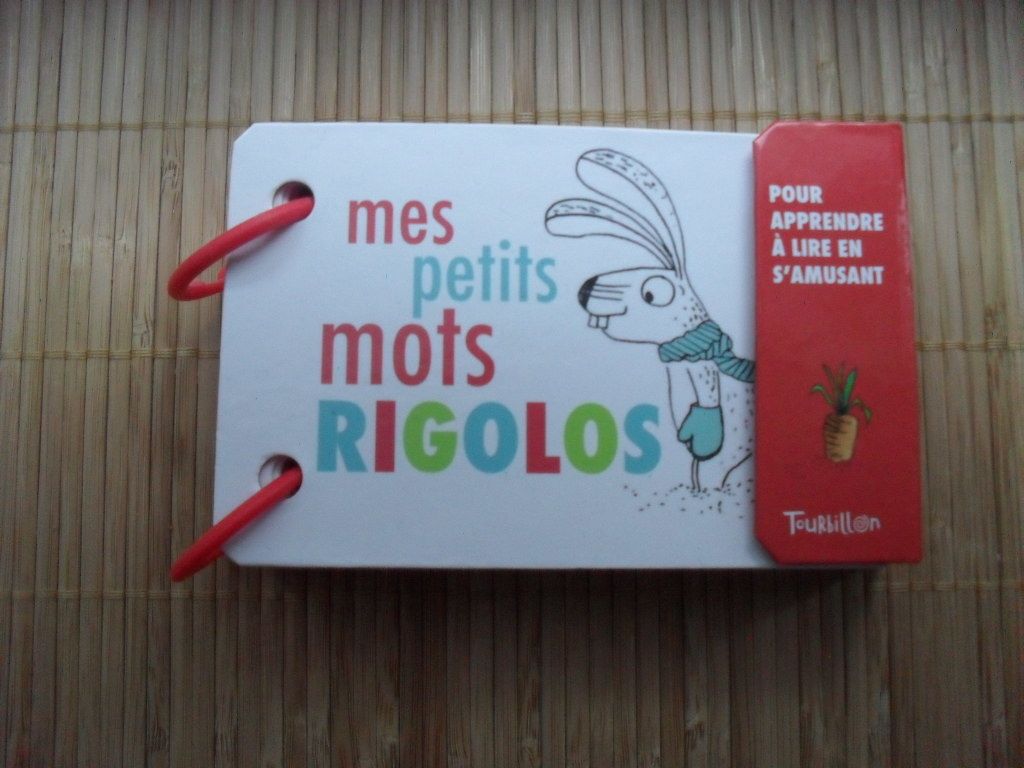 mes
petits
mots
RIGOLOS
POUR
APPRENDRE
À LIRE EN
S'AMUSANT
TOURbillon